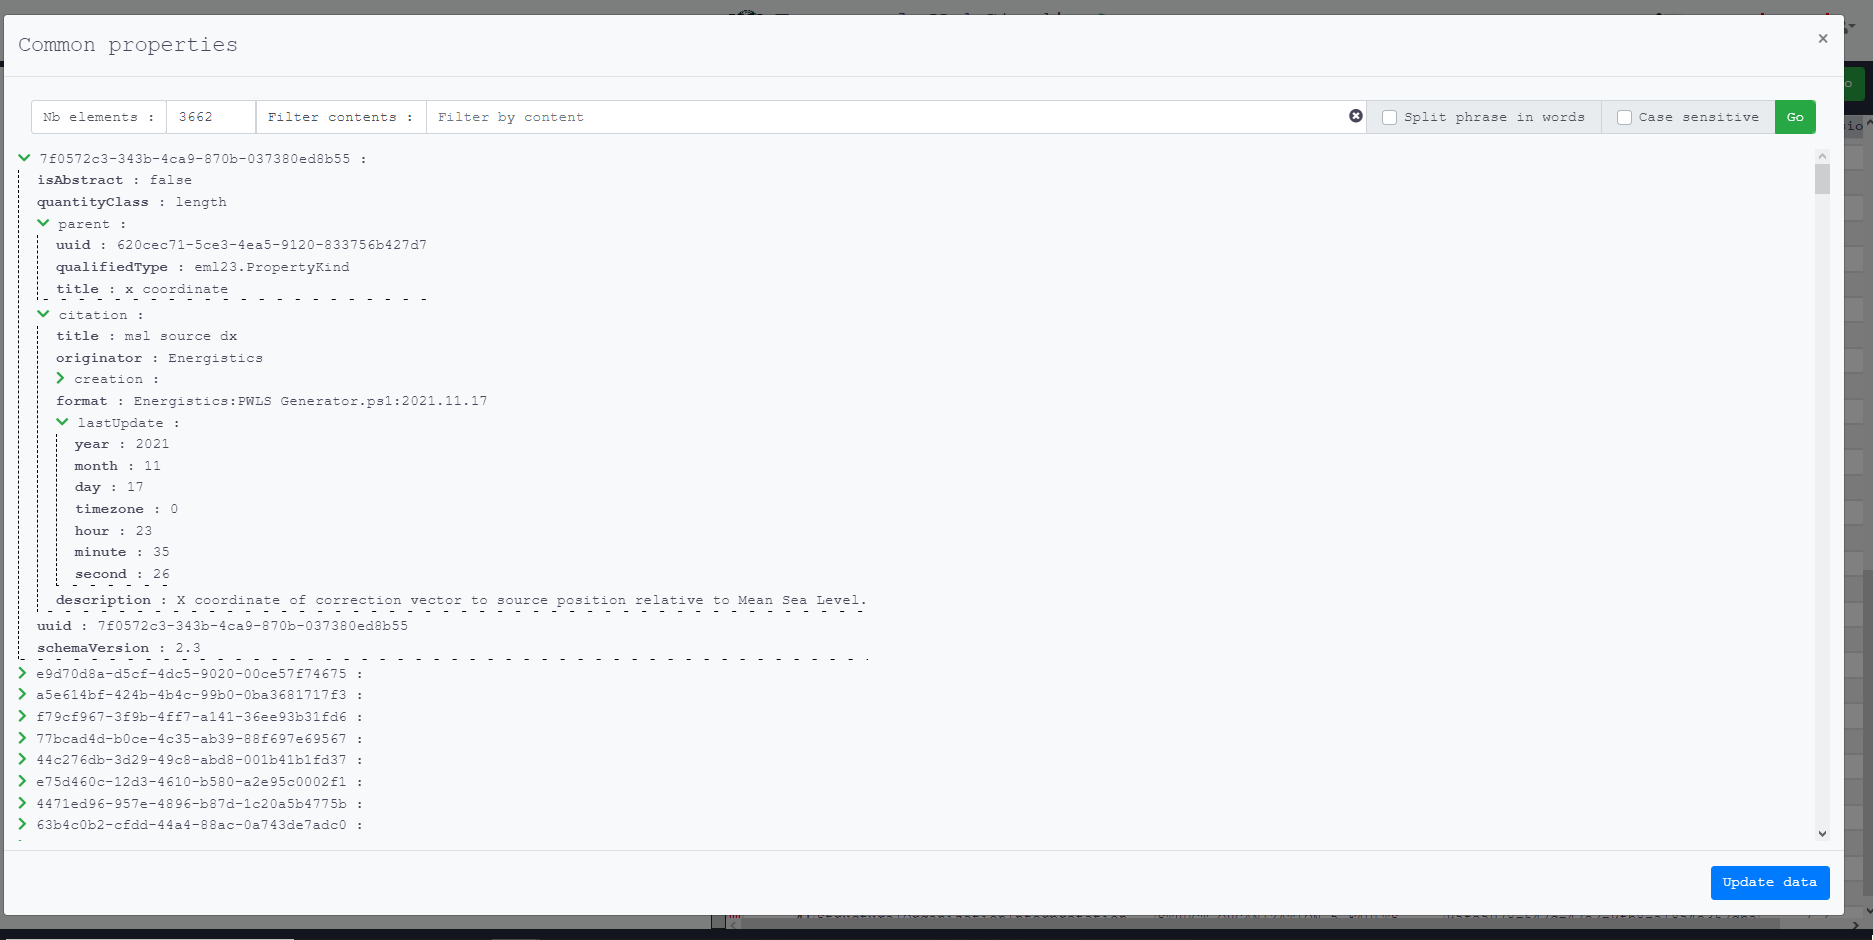 Common properties
×
Nb elements : 3662 Filter contents : Filter by content Split phrase in words Case sensitive Go
7f0572c3-343b-4ca9-870b-037380ed8b55 :
isAbstract : false
quantityClass : length
parent :
uuid : 620cec71-5ce3-4ea5-9120-833756b427d7
qualifiedType : eml23.PropertyKind
title : x coordinate
citation :
title : msl source dx
originator : Energistics
creation :
format : Energistics:PWLS Generator.ps1:2021.11.17
lastUpdate :
year : 2021
month : 11
day : 17
timezone : 0
hour : 23
minute : 35
second : 26
description : X coordinate of correction vector to source position relative to Mean Sea Level.
uuid : 7f0572c3-343b-4ca9-870b-037380ed8b55
schemaVersion : 2.3
e9d70d8a-d5cf-4dc5-9020-00ce57f74675 :
a5e614bf-424b-4b4c-99b0-0ba3681717f3 :
f79cf967-3f9b-4ff7-a141-36ee93b31fd6 :
77bcad4d-b0ce-4c35-ab39-88f697e69567 :
44c276db-3d29-49c8-abd8-001b41b1fd37 :
e75d460c-12d3-4610-b580-a2e95c0002f1 :
4471ed96-957e-4896-b87d-1c20a5b4775b :
63b4c0b2-cfdd-44a4-88ac-0a743de7adc0 :
Update data